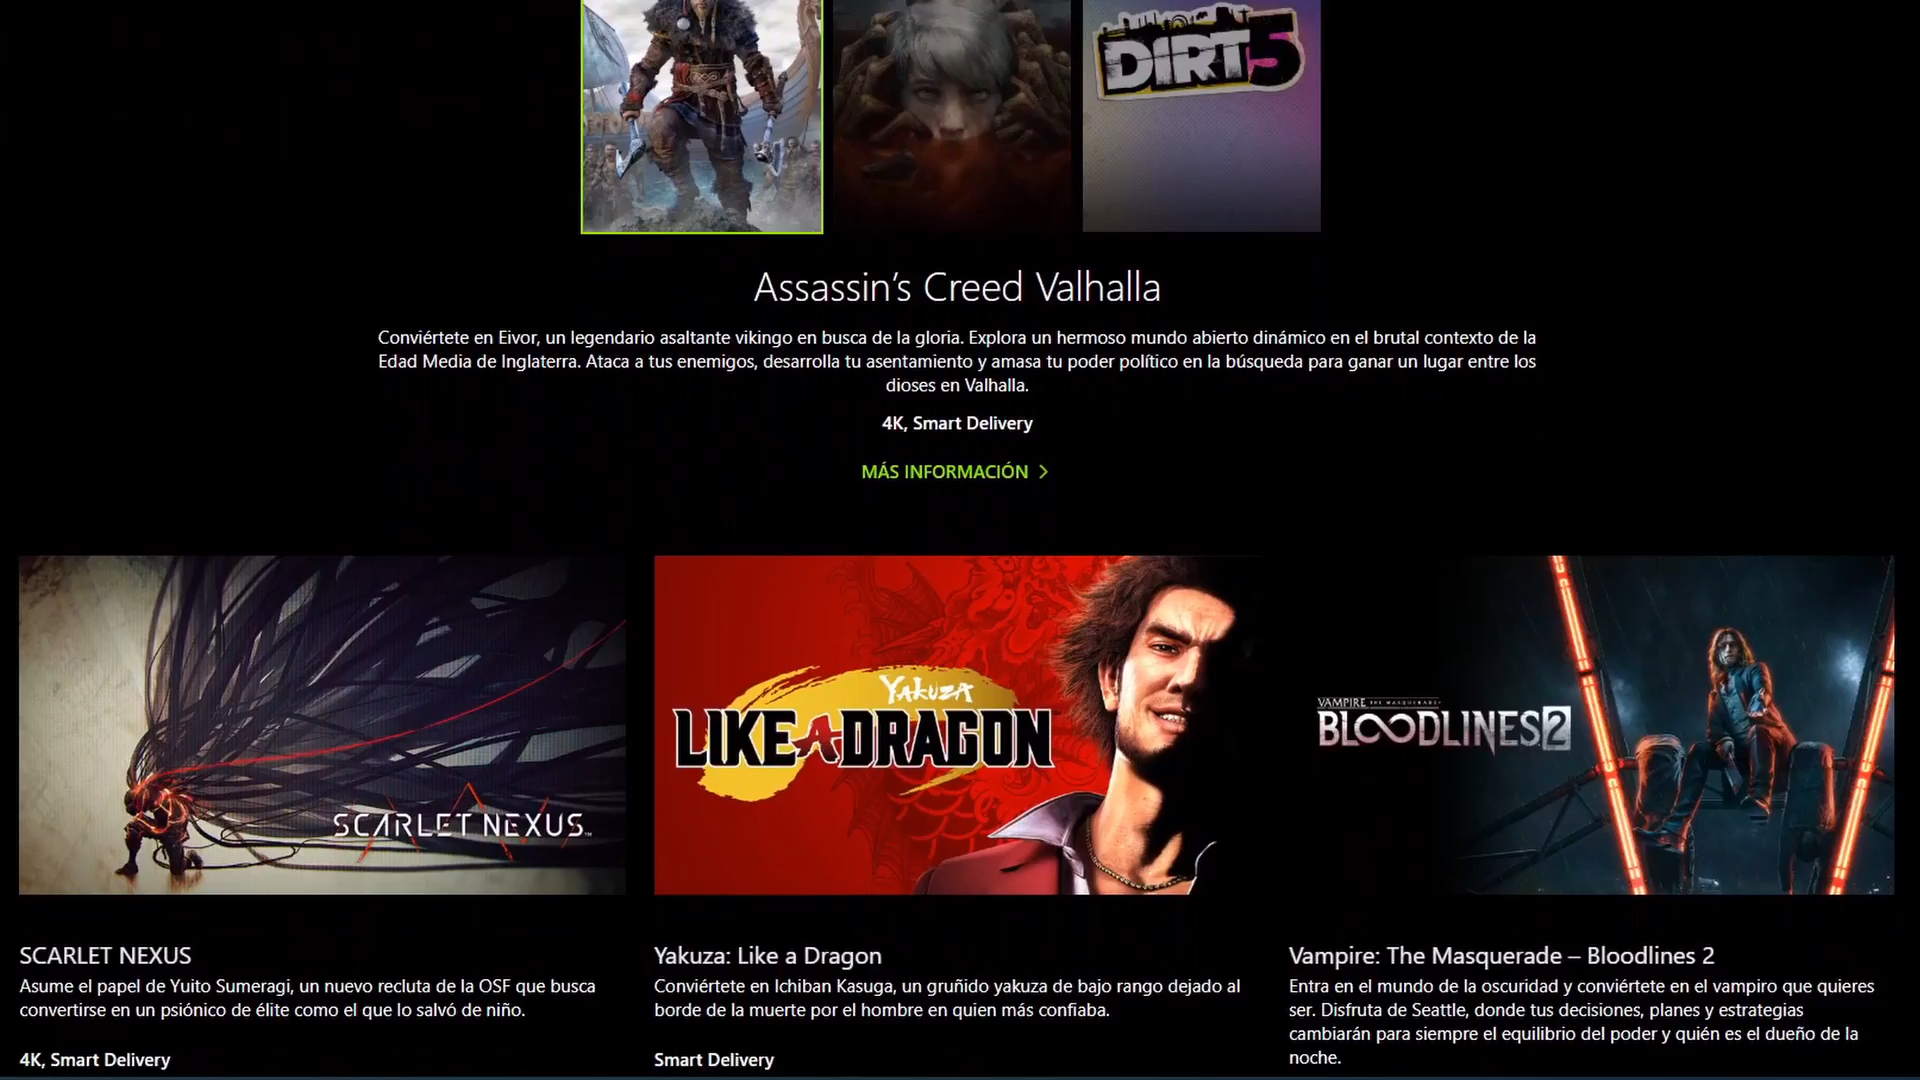 DIRT 5
Assassin’s Creed Valhalla
Conviértete en Eivor, un legendario asaltante vikingo en busca de la gloria. Explora un hermoso mundo abierto dinámico en el brutal contexto de la
Edad Media de Inglaterra. Ataca a tus enemigos, desarrolla tu asentamiento y amasa tu poder político en la búsqueda para ganar un lugar entre los
dioses en Valhalla.
4K, Smart Delivery
MÁS INFORMACIÓN
SCARLET NEXUS™
YAKUZA
LIKE A DRAGON
VAMPIRE THE MASQUERADE
BLOODLINES 2
SCARLET NEXUS
Asume el papel de Yuito Sumeragi, un nuevo recluta de la OSF que busca
convertirse en un psiónico de élite como el que lo salvó de niño.
4K, Smart Delivery
Yakuza: Like a Dragon
Conviértete en Ichiban Kasuga, un gruñido yakuza de bajo rango dejado al
borde de la muerte por el hombre en quien más confiaba.
Smart Delivery
Vampire: The Masquerade – Bloodlines 2
Entra en el mundo de la oscuridad y conviértete en el vampiro que quieres
ser. Disfruta de Seattle, donde tus decisiones, planes y estrategias
cambiarán para siempre el equilibrio del poder y quién es el dueño de la
noche.